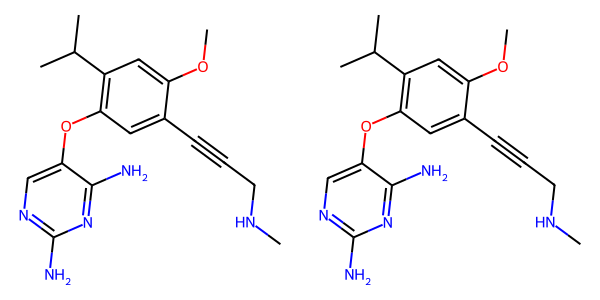 O O
O O
NH₂ NH₂
N N N N
HN HN
NH₂ NH₂